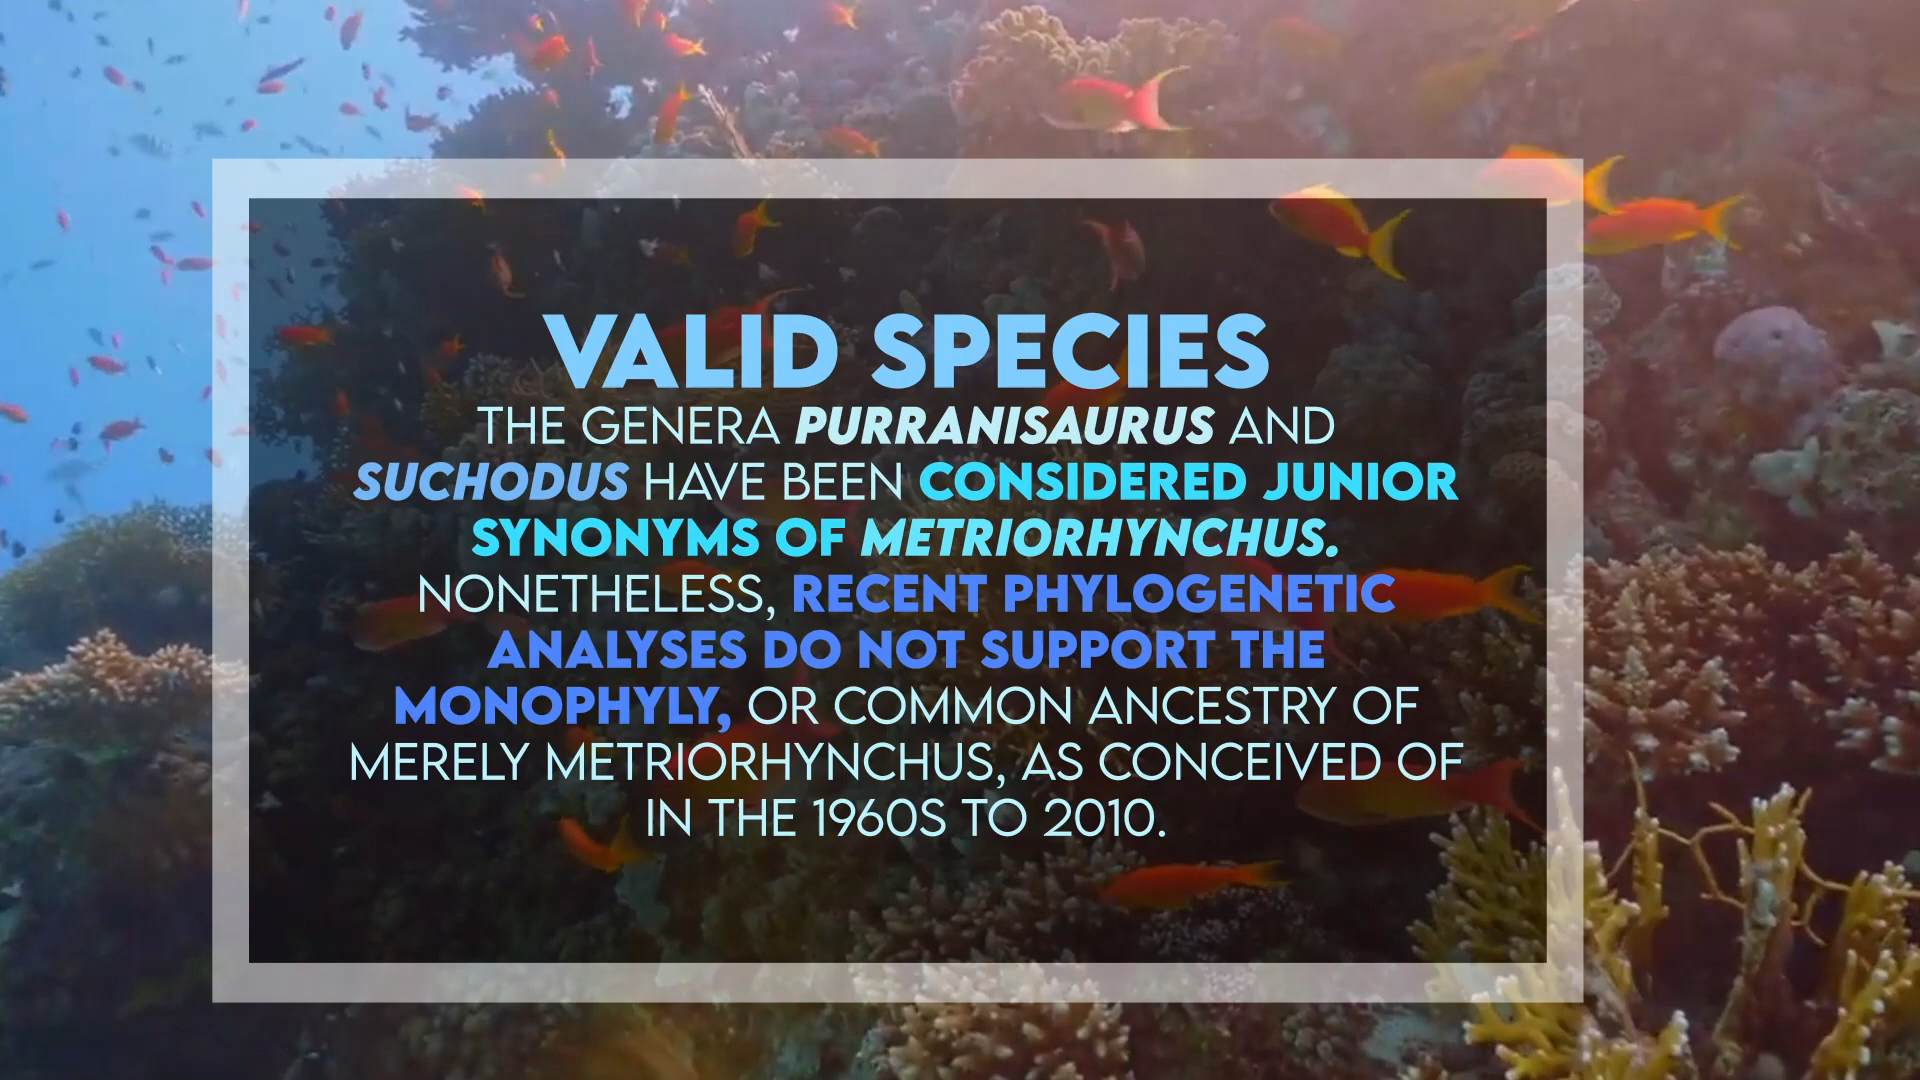 VALID SPECIES
THE GENERA PURRANISAURUS AND
SUCHODUS HAVE BEEN CONSIDERED JUNIOR
SYNONYMS OF METRIORHYNCHUS.
NONETHELESS, RECENT PHYLOGENETIC
ANALYSES DO NOT SUPPORT THE
MONOPHYLY, OR COMMON ANCESTRY OF
MERELY METRIORHYNCHUS, AS CONCEIVED OF
IN THE 1960S TO 2010.